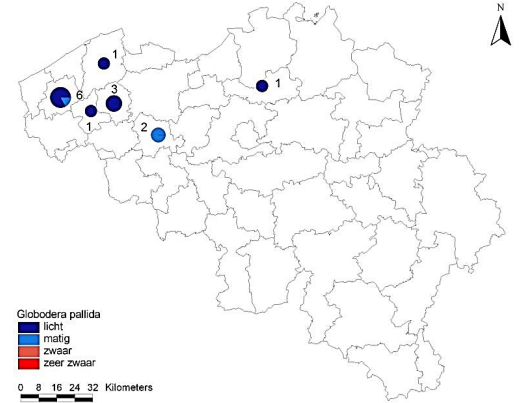 N
1
1
6
3
1
2
Globodera pallida
licht
matig
zwaar
zeer zwaar
0 8 16 24 32 Kilometers